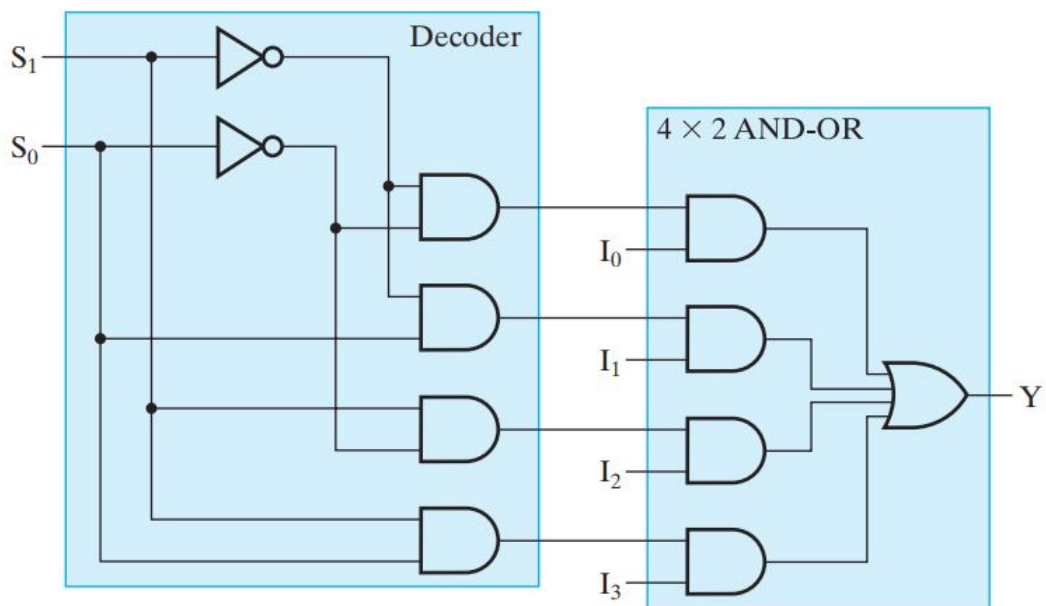 Decoder
S₁
S₀
4 × 2 AND-OR
I₀
I₁
Y
I₂
I₃